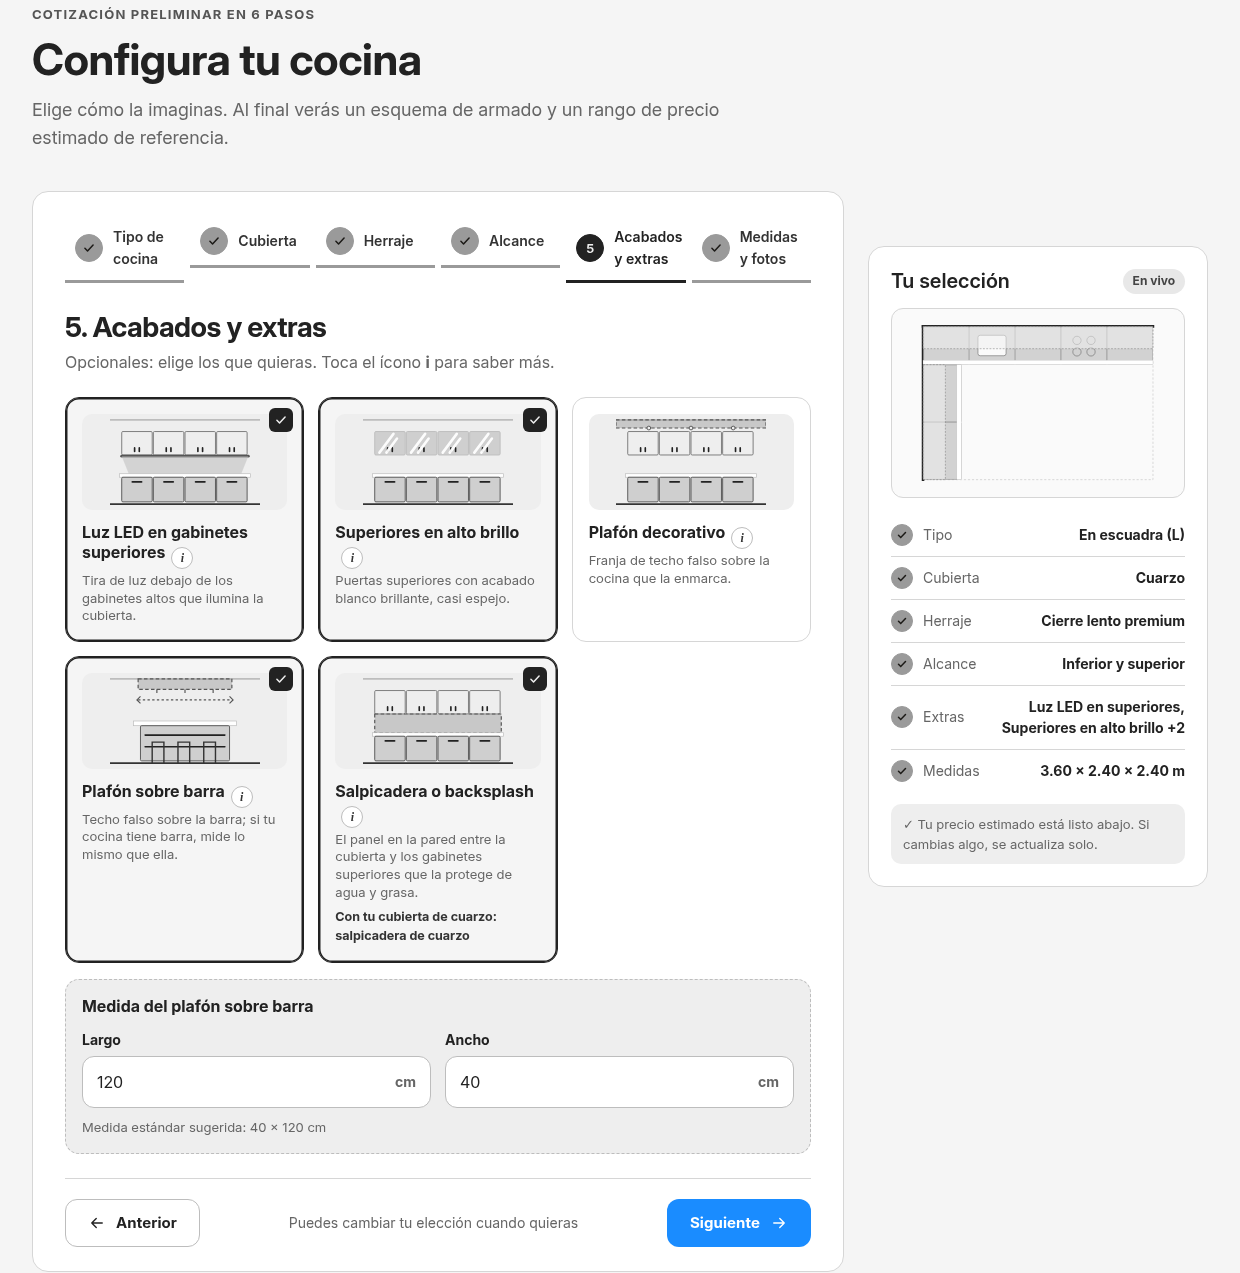 COTIZACIÓN PRELIMINAR EN 6 PASOS
Configura tu cocina
Elige cómo la imaginas. Al final verás un esquema de armado y un rango de precio
estimado de referencia.
Tipo de
cocina
Cubierta
Herraje
Alcance
5
Acabados
y extras
Medidas
y fotos
5. Acabados y extras
Opcionales: elige los que quieras. Toca el ícono i para saber más.
Luz LED en gabinetes
superiores i
Tira de luz debajo de los
gabinetes altos que ilumina la
cubierta.
Superiores en alto brillo
i
Puertas superiores con acabado
blanco brillante, casi espejo.
Plafón decorativo i
Franja de techo falso sobre la
cocina que la enmarca.
Plafón sobre barra i
Techo falso sobre la barra; si tu
cocina tiene barra, mide lo
mismo que ella.
Salpicadera o backsplash
i
El panel en la pared entre la
cubierta y los gabinetes
superiores que la protege de
agua y grasa.
Con tu cubierta de cuarzo:
salpicadera de cuarzo
Medida del plafón sobre barra
Largo
120 cm
Ancho
40 cm
Medida estándar sugerida: 40 × 120 cm
← Anterior
Puedes cambiar tu elección cuando quieras
Siguiente →
Tu selección
En vivo
Tipo En escuadra (L)
Cubierta Cuarzo
Herraje Cierre lento premium
Alcance Inferior y superior
Extras Luz LED en superiores,
Superiores en alto brillo +2
Medidas 3.60 × 2.40 × 2.40 m
✓ Tu precio estimado está listo abajo. Si
cambias algo, se actualiza solo.